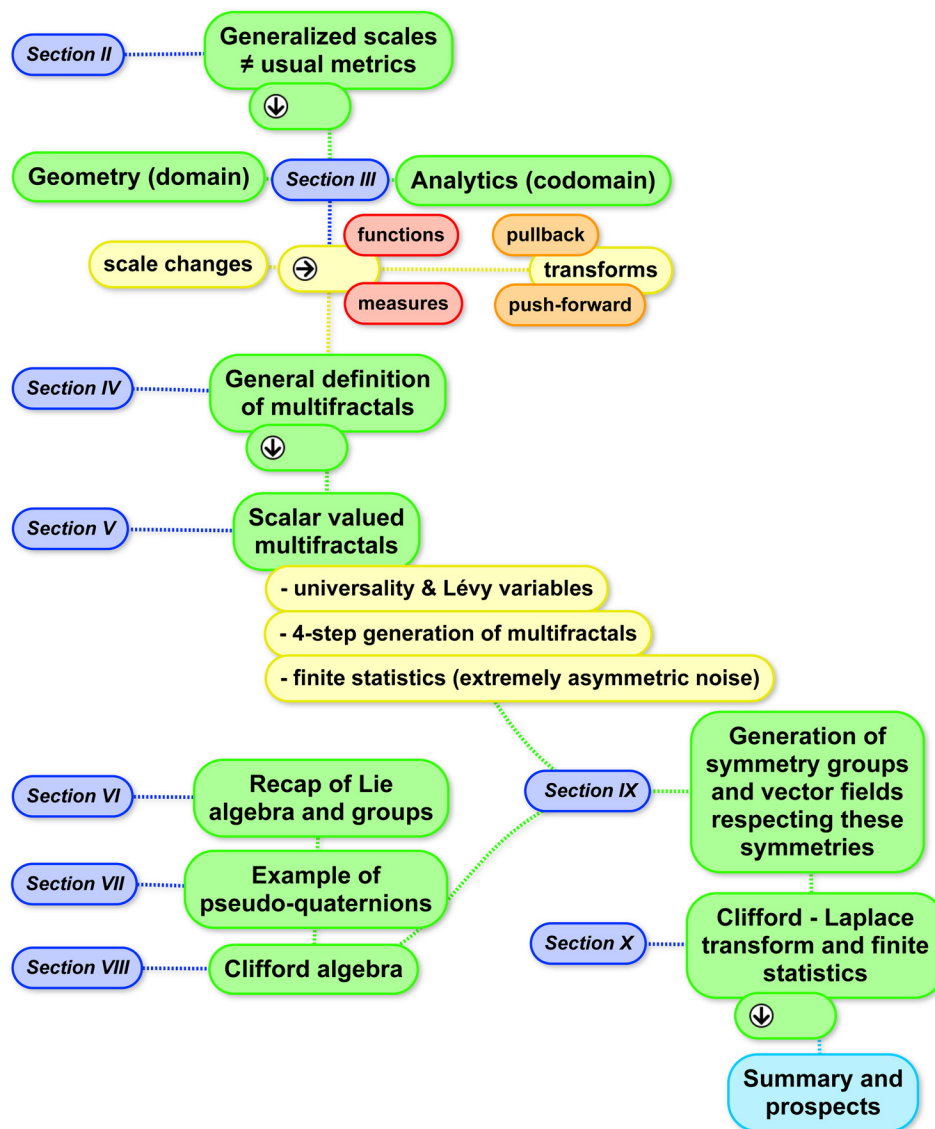 Section II
Generalized scales
≠ usual metrics
Geometry (domain)
Section III
Analytics (codomain)
functions
pullback
scale changes
transforms
measures
push-forward
Section IV
General definition
of multifractals
Section V
Scalar valued
multifractals
- universality & Lévy variables
- 4-step generation of multifractals
- finite statistics (extremely asymmetric noise)
Section VI
Recap of Lie
algebra and groups
Section VII
Example of
pseudo-quaternions
Section VIII
Clifford algebra
Section IX
Generation of
symmetry groups
and vector fields
respecting these
symmetries
Section X
Clifford - Laplace
transform and finite
statistics
Summary and
prospects